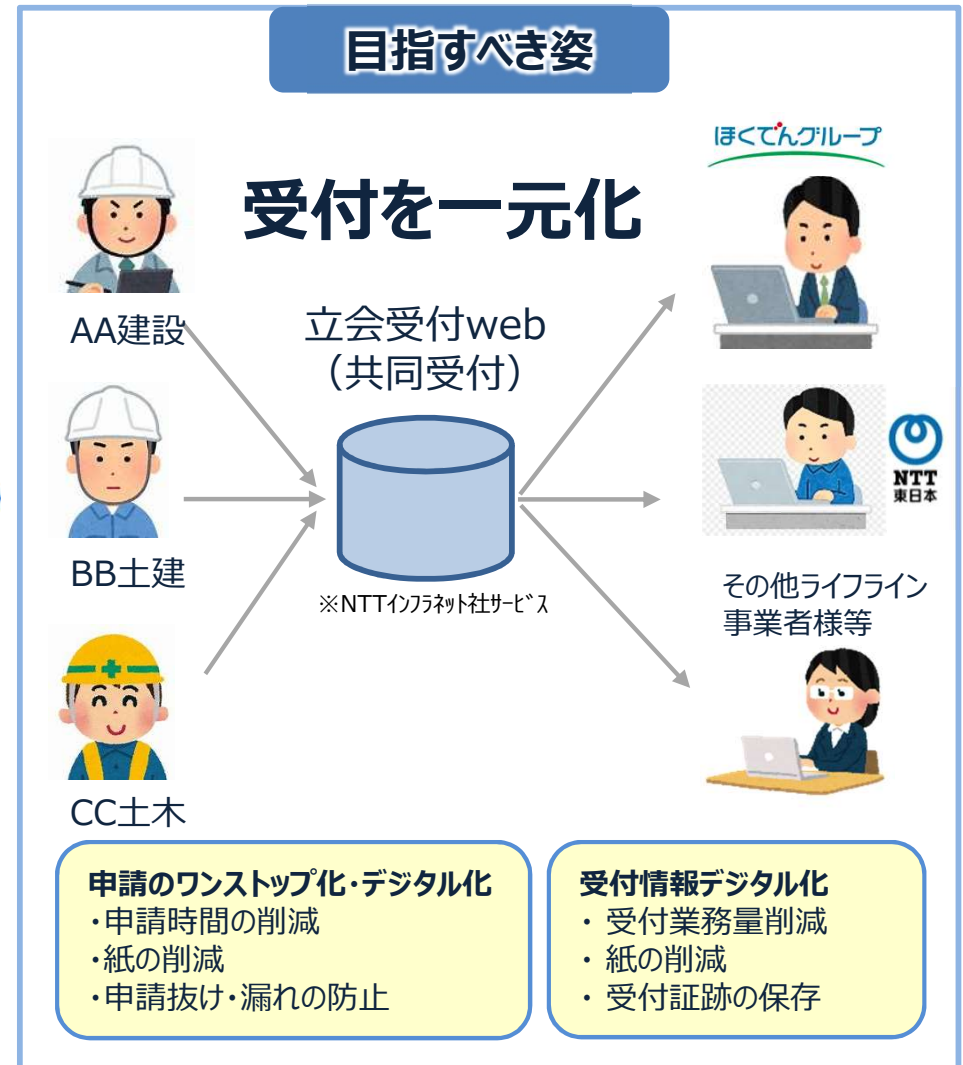 目指すべき姿
受付を一元化
ほくでんグループ
AA建設
立会受付web
（共同受付）
NTT
東日本
BB土建
※NTTｲﾝﾌﾗﾈｯﾄ社ｻｰﾋﾞｽ
その他ライフライン
事業者様等
CC土木
申請のワンストップ化・デジタル化
・申請時間の削減
・紙の削減
・申請抜け・漏れの防止
受付情報デジタル化
・ 受付業務量削減
・ 紙の削減
・ 受付証跡の保存